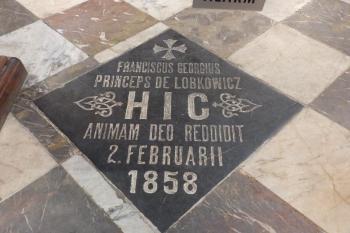 FRANCISCUS GEORGIUS
PRINCEPS DE LOBKOWICZ
HIC
ANIMAM DEO REDDIDIT
2. FEBRUARII
1858